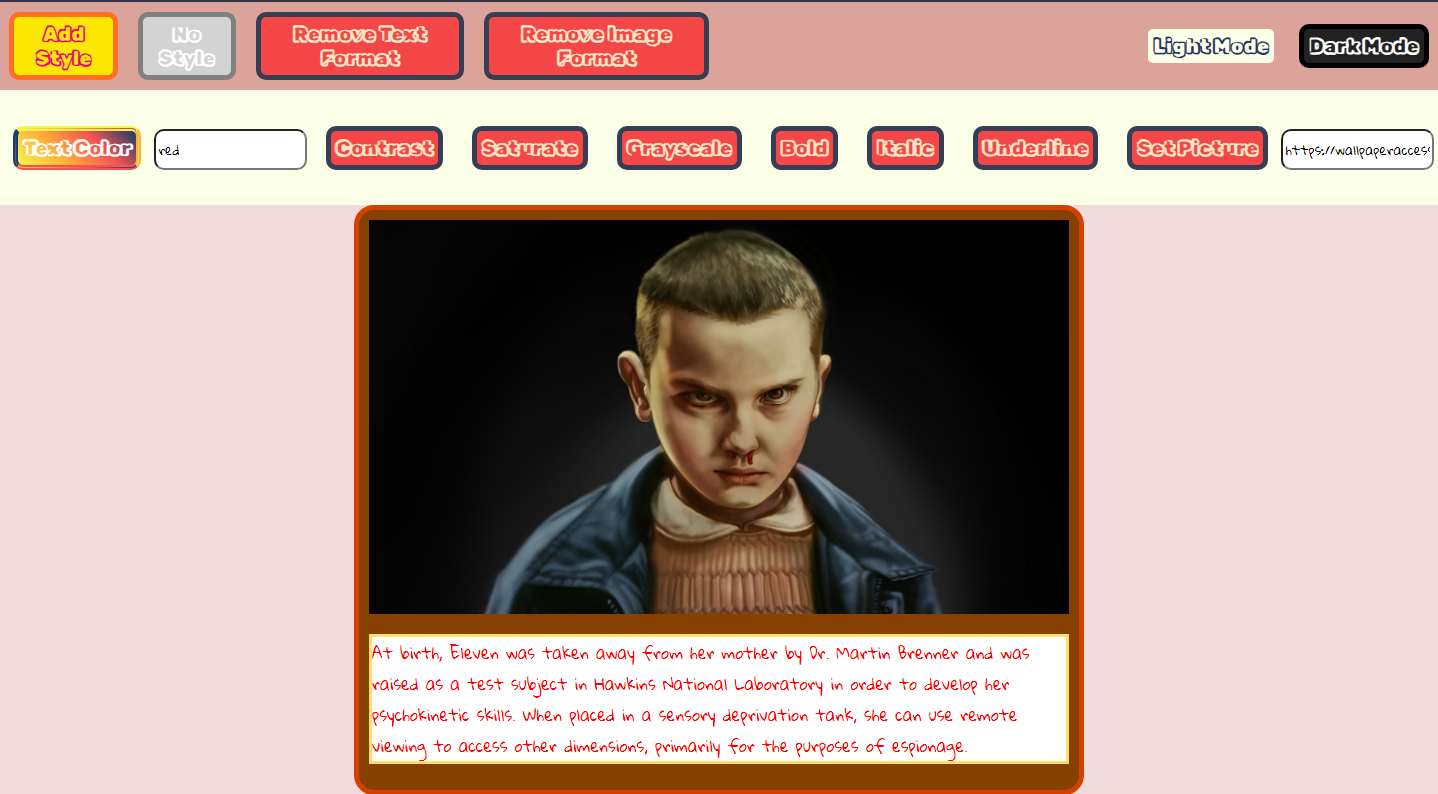 Add
Style
No
Style
Remove Text
Format
Remove Image
Format
Light Mode
Dark Mode
Text Color
red
Contrast
Saturate
Grayscale
Bold
Italic
Underline
Set Picture
https://wallpaperaccess
At birth, Eleven was taken away from her mother by Dr. Martin Brenner and was
raised as a test subject in Hawkins National Laboratory in order to develop her
psychokinetic skills. When placed in a sensory deprivation tank, she can use remote
viewing to access other dimensions, primarily for the purposes of espionage.